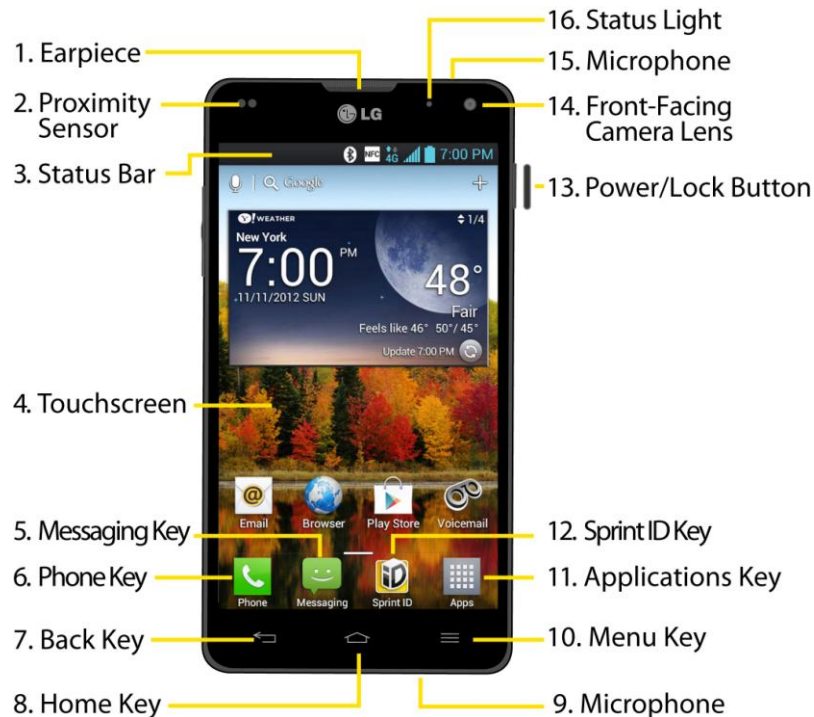 16. Status Light
1. Earpiece
15. Microphone
2. Proximity
Sensor
LG
14. Front-Facing
Camera Lens
3. Status Bar
NFC 4G 7:00 PM
Google
13. Power/Lock Button
Y! WEATHER 1/4
New York
7:00 PM
48°
11/11/2012 SUN
Fair
Feels like 46° 50°/ 45°
Update 7:00 PM
4. Touchscreen
@
Email Browser Play Store Voicemail
5. Messaging Key
12. Sprint ID Key
6. Phone Key
iD
11. Applications Key
Phone Messaging Sprint ID Apps
7. Back Key
10. Menu Key
8. Home Key
9. Microphone